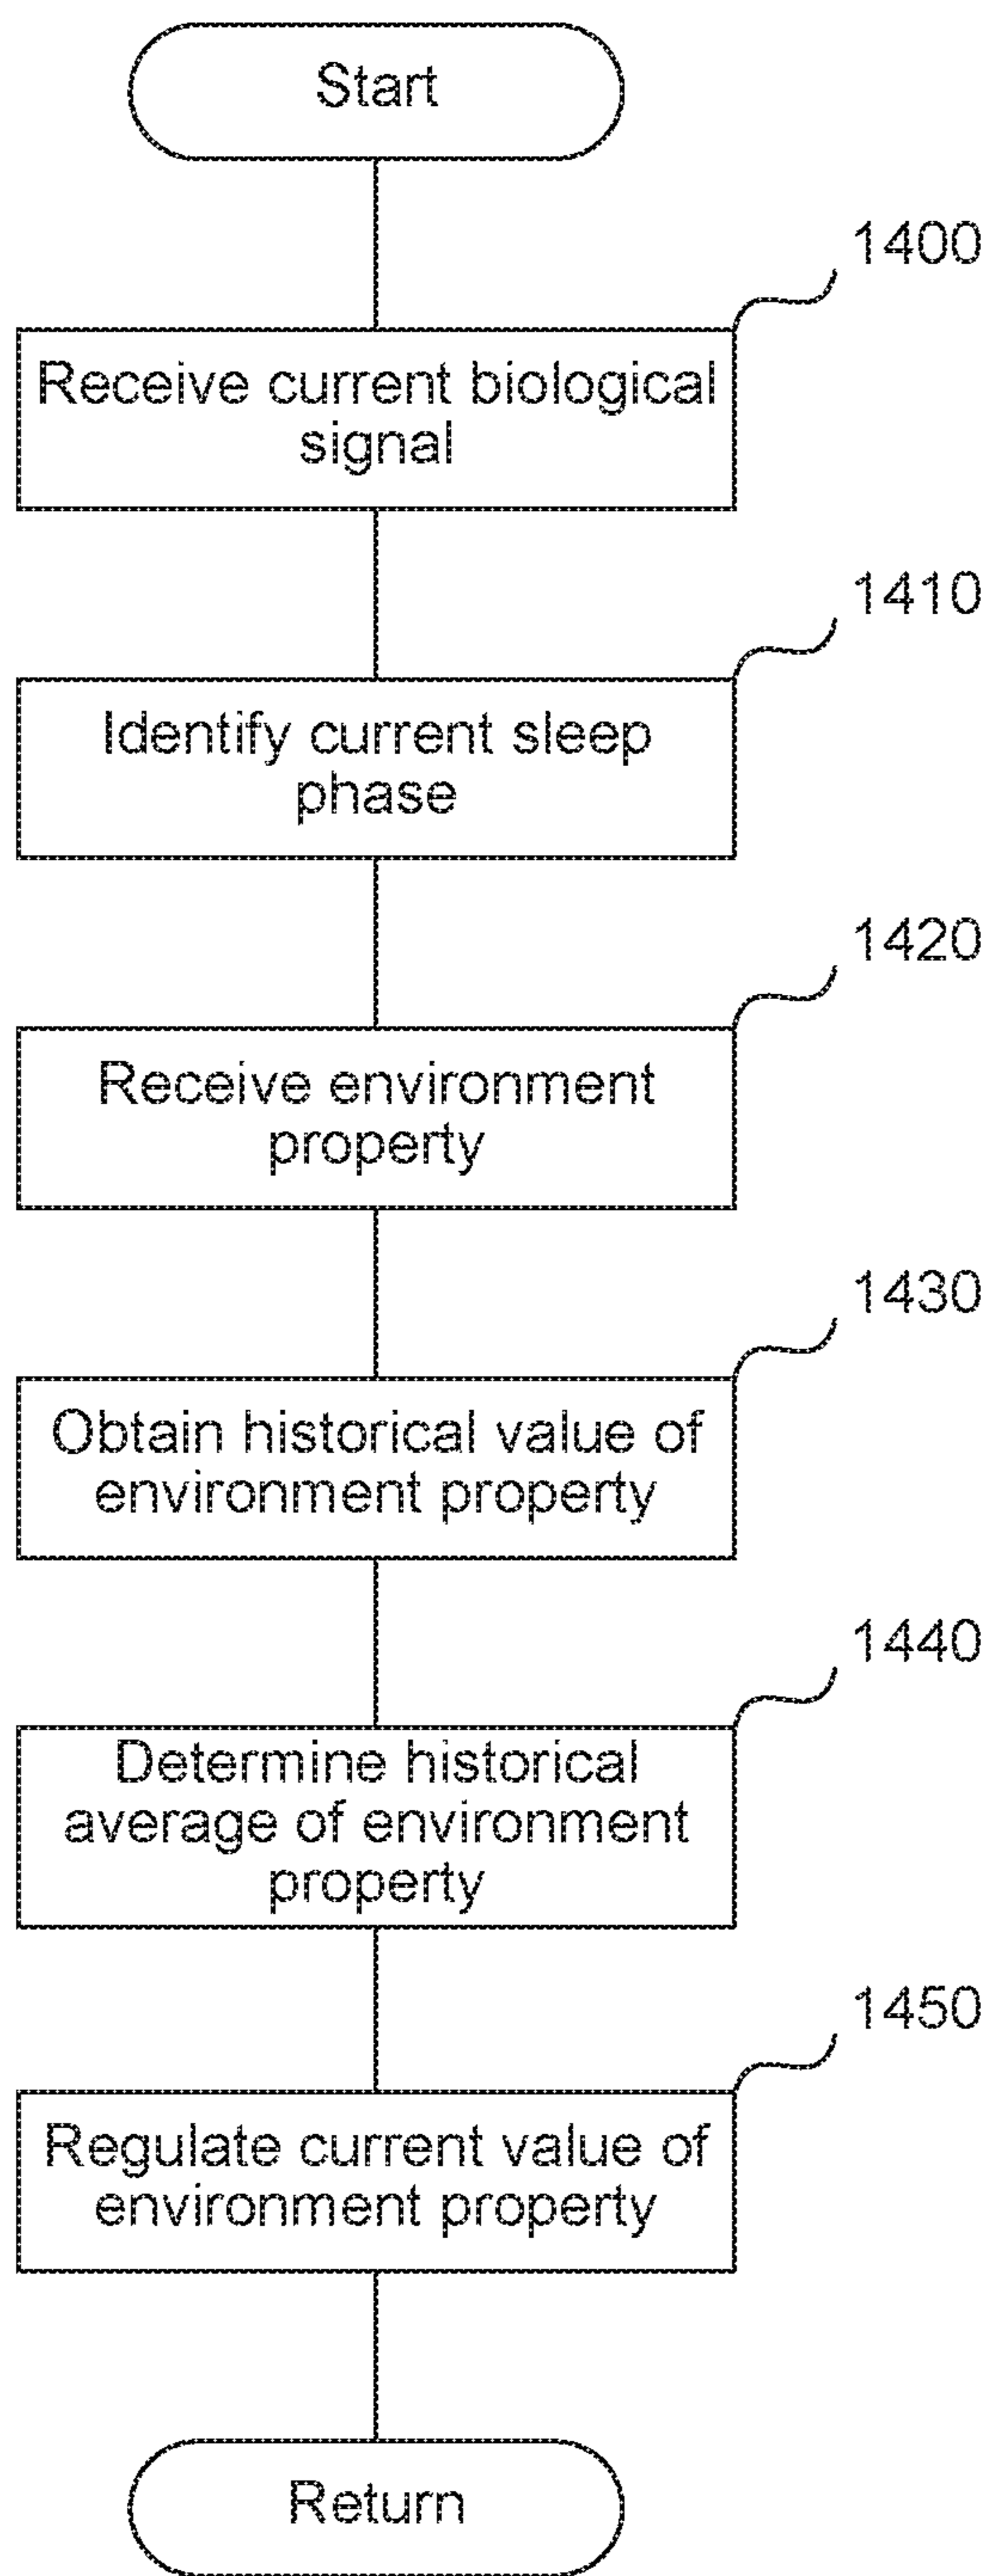 Start
1400
Receive current biological
signal
1410
Identify current sleep
phase
1420
Receive environment
property
1430
Obtain historical value of
environment property
1440
Determine historical
average of environment
property
1450
Regulate current value of
environment property
Return